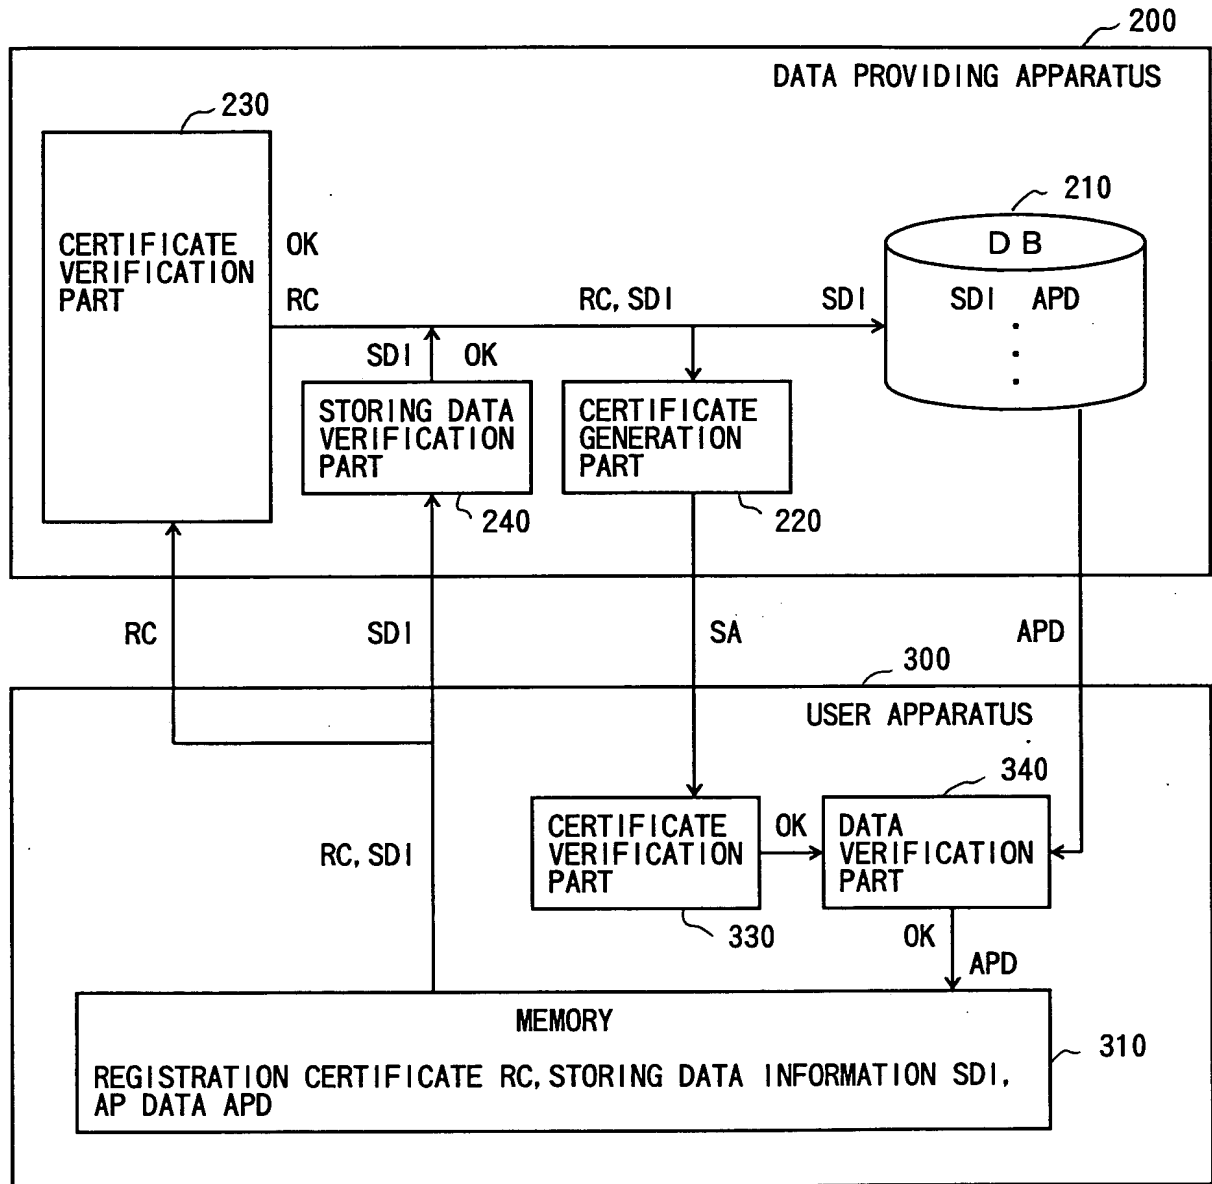 200
DATA PROVIDING APPARATUS
230
CERTIFICATE
VERIFICATION
PART
OK
RC
RC, SDI
SDI
210
DB
SDI APD
SDI OK
STORING DATA
VERIFICATION
PART
240
CERTIFICATE
GENERATION
PART
220
RC
SDI
SA
APD
300
USER APPARATUS
340
RC, SDI
CERTIFICATE
VERIFICATION
PART
330
OK
DATA
VERIFICATION
PART
OK
APD
MEMORY
310
REGISTRATION CERTIFICATE RC, STORING DATA INFORMATION SDI,
AP DATA APD